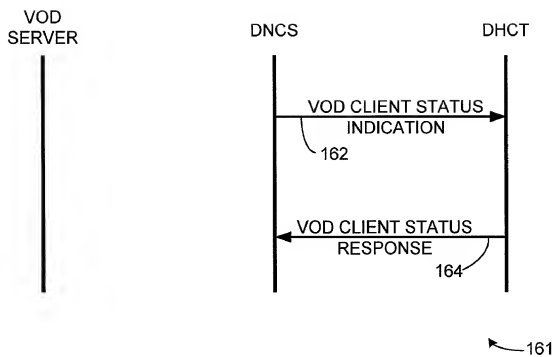 VOD
SERVER
DNCS
DHCT
VOD CLIENT STATUS
INDICATION
162
VOD CLIENT STATUS
RESPONSE
164
161